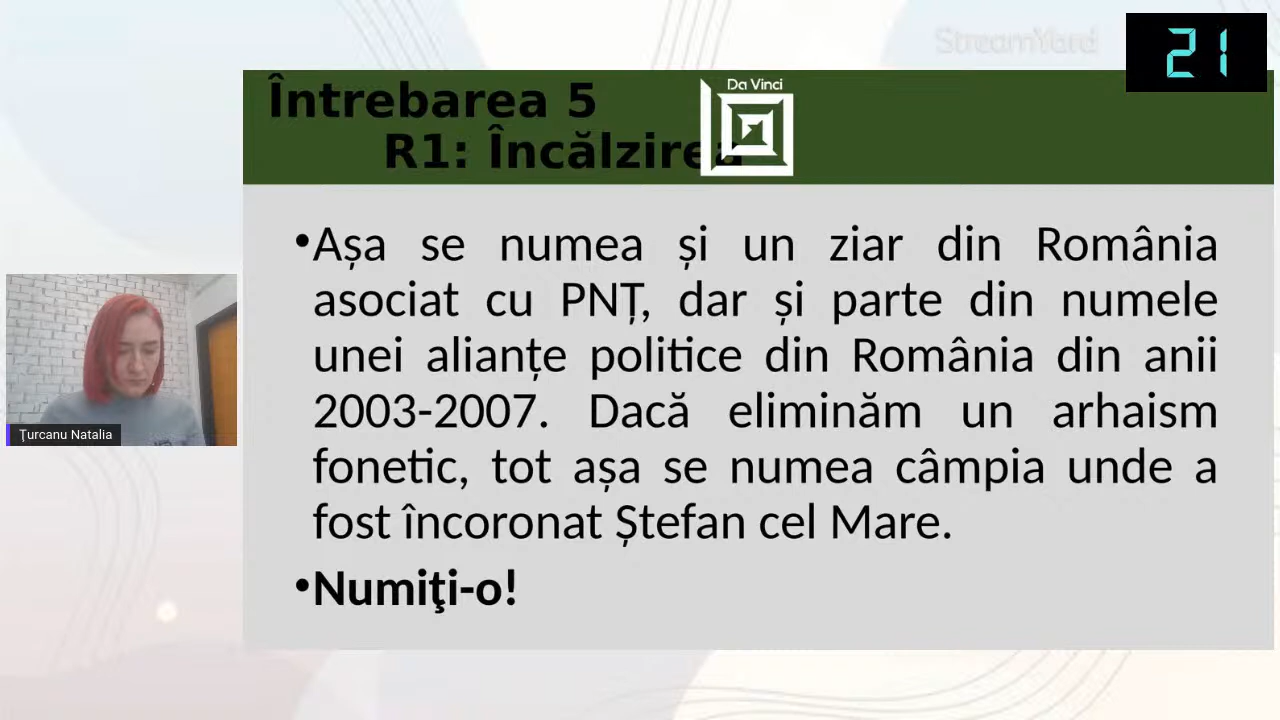 StreamYard
21
Întrebarea 5
Da Vinci
R1: Încălzirea
•Așa se numea și un ziar din România
asociat cu PNȚ, dar și parte din numele
unei alianțe politice din România din anii
2003-2007. Dacă eliminăm un arhaism
fonetic, tot așa se numea câmpia unde a
fost încoronat Ștefan cel Mare.
•Numiţi-o!
Ţurcanu Natalia